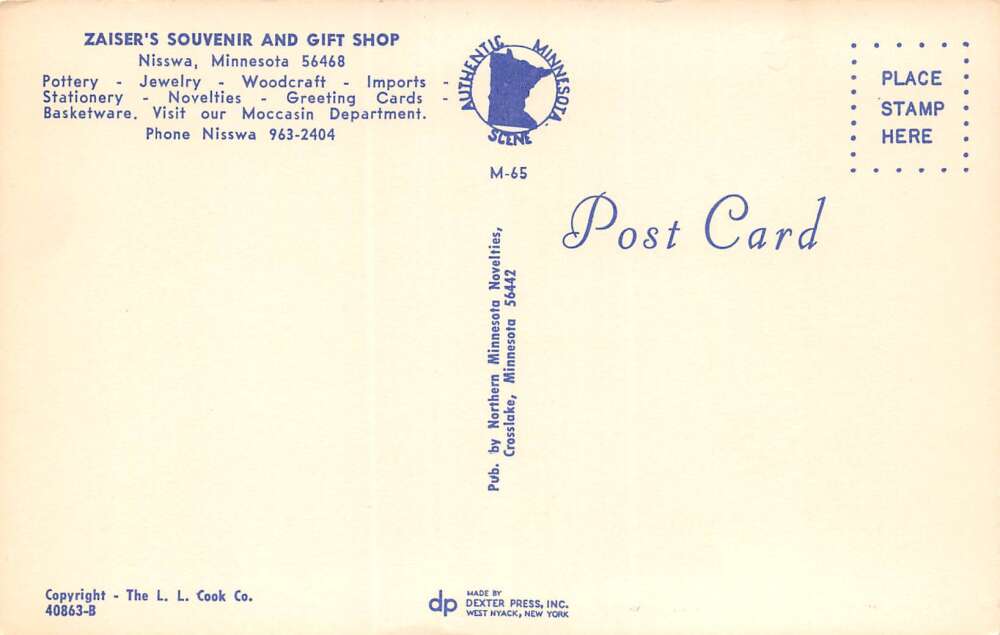 ZAISER'S SOUVENIR AND GIFT SHOP
Nisswa, Minnesota 56468
Pottery - Jewelry - Woodcraft - Imports -
Stationery - Novelties - Greeting Cards -
Basketware. Visit our Moccasin Department.
Phone Nisswa 963-2404
AUTHENTIC MINNESOTA
SCENE
M-65
PLACE
STAMP
HERE
Post Card
Pub. by Northern Minnesota Novelties,
Crosslake, Minnesota 56442
Copyright - The L. L. Cook Co.
40863-B
dp
MADE BY
DEXTER PRESS, INC.
WEST NYACK, NEW YORK